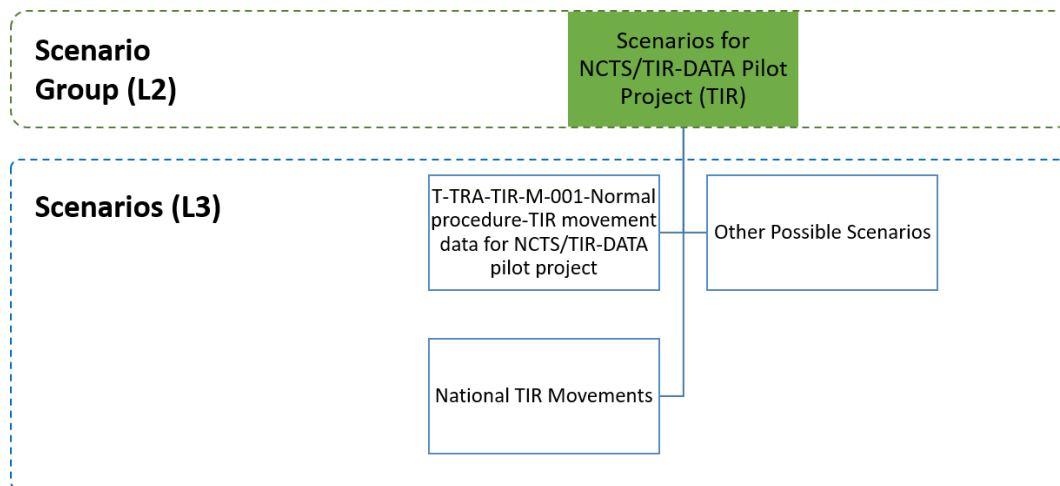 Scenario
Group (L2)
Scenarios for
NCTS/TIR-DATA Pilot
Project (TIR)
Scenarios (L3)
T-TRA-TIR-M-001-Normal
procedure-TIR movement
data for NCTS/TIR-DATA
pilot project
Other Possible Scenarios
National TIR Movements